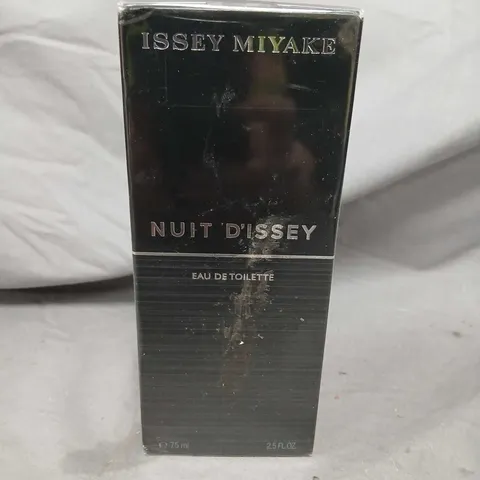 ISSEY MIYAKE
NUIT D'ISSEY
EAU DE TOILETTE
℮ 75 ml 2.5 FL.OZ.